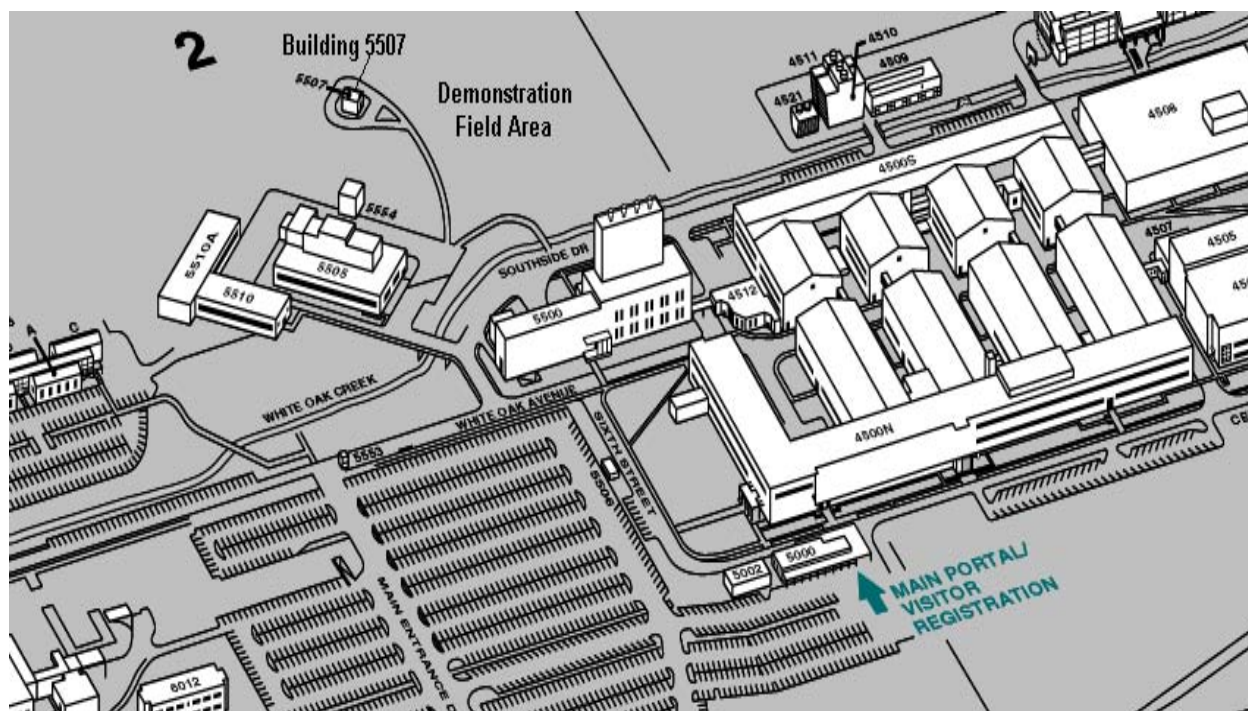 2
Building 5507
5507
Demonstration
Field Area
4510
4511
4509
4521
4508
4500S
5554
5510A
5505
5510
SOUTHSIDE DR
4507
4505
4512
5500
A
C
WHITE OAK CREEK
WHITE OAK AVENUE
4500N
5553
SIXTH STREET
5506
5000
5002
MAIN PORTAL/
VISITOR
REGISTRATION
MAIN ENTRANCE
6012